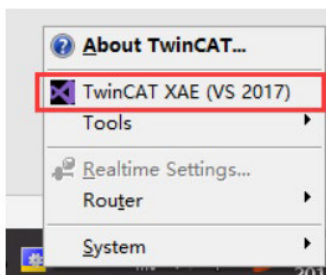 About TwinCAT...
TwinCAT XAE (VS 2017)
Tools
Realtime Settings...
Router
System